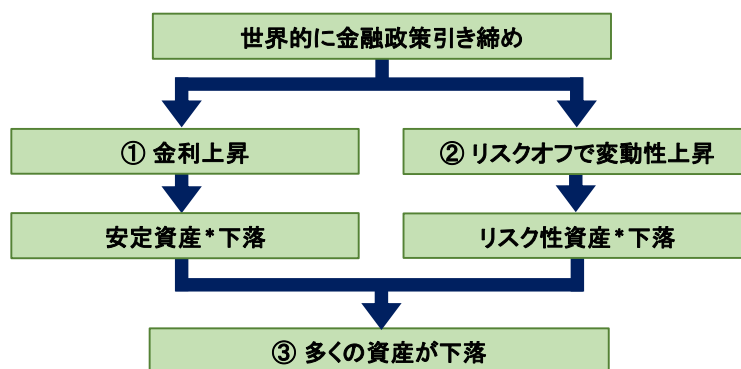 世界的に金融政策引き締め
① 金利上昇
② リスクオフで変動性上昇
安定資産*下落
リスク性資産*下落
③ 多くの資産が下落